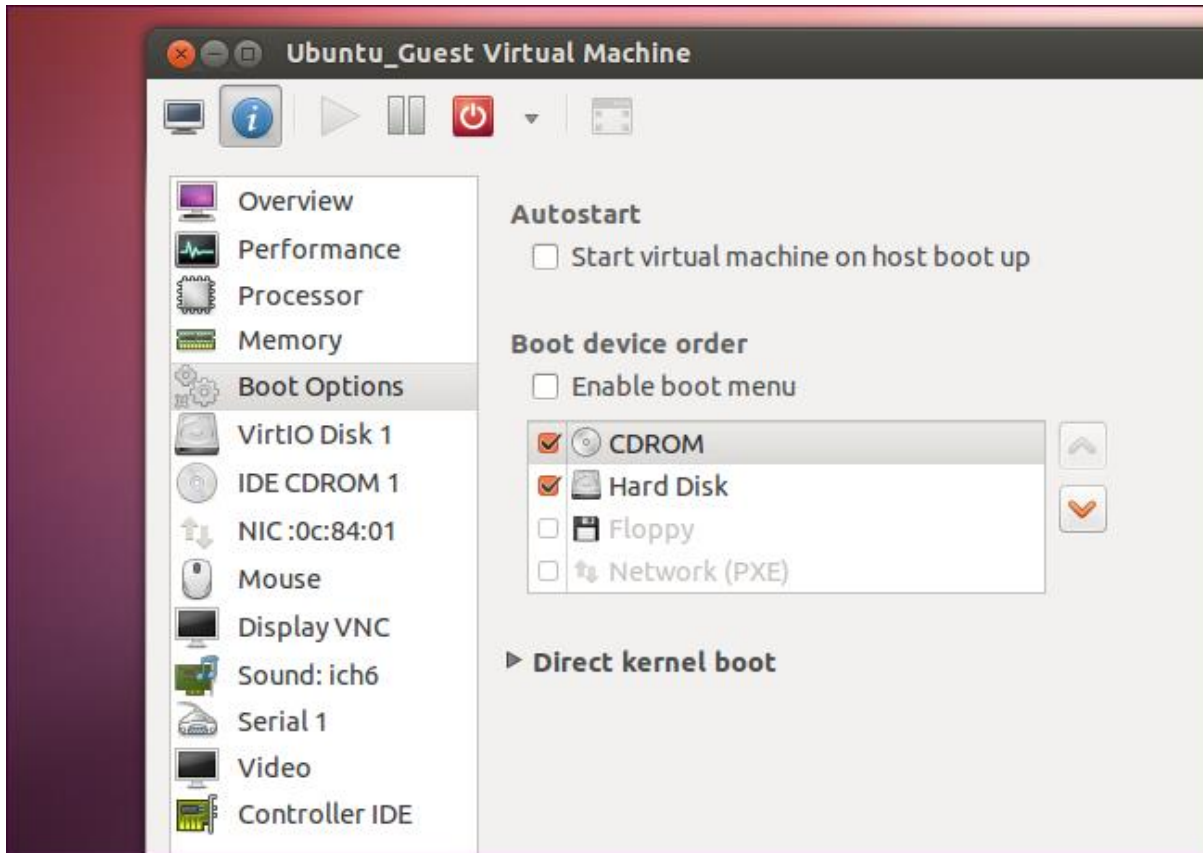 Ubuntu_Guest Virtual Machine
Overview
Performance
Processor
Memory
Boot Options
VirtIO Disk 1
IDE CDROM 1
NIC :0c:84:01
Mouse
Display VNC
Sound: ich6
Serial 1
Video
Controller IDE
Autostart
Start virtual machine on host boot up
Boot device order
Enable boot menu
CDROM
Hard Disk
Floppy
Network (PXE)
Direct kernel boot